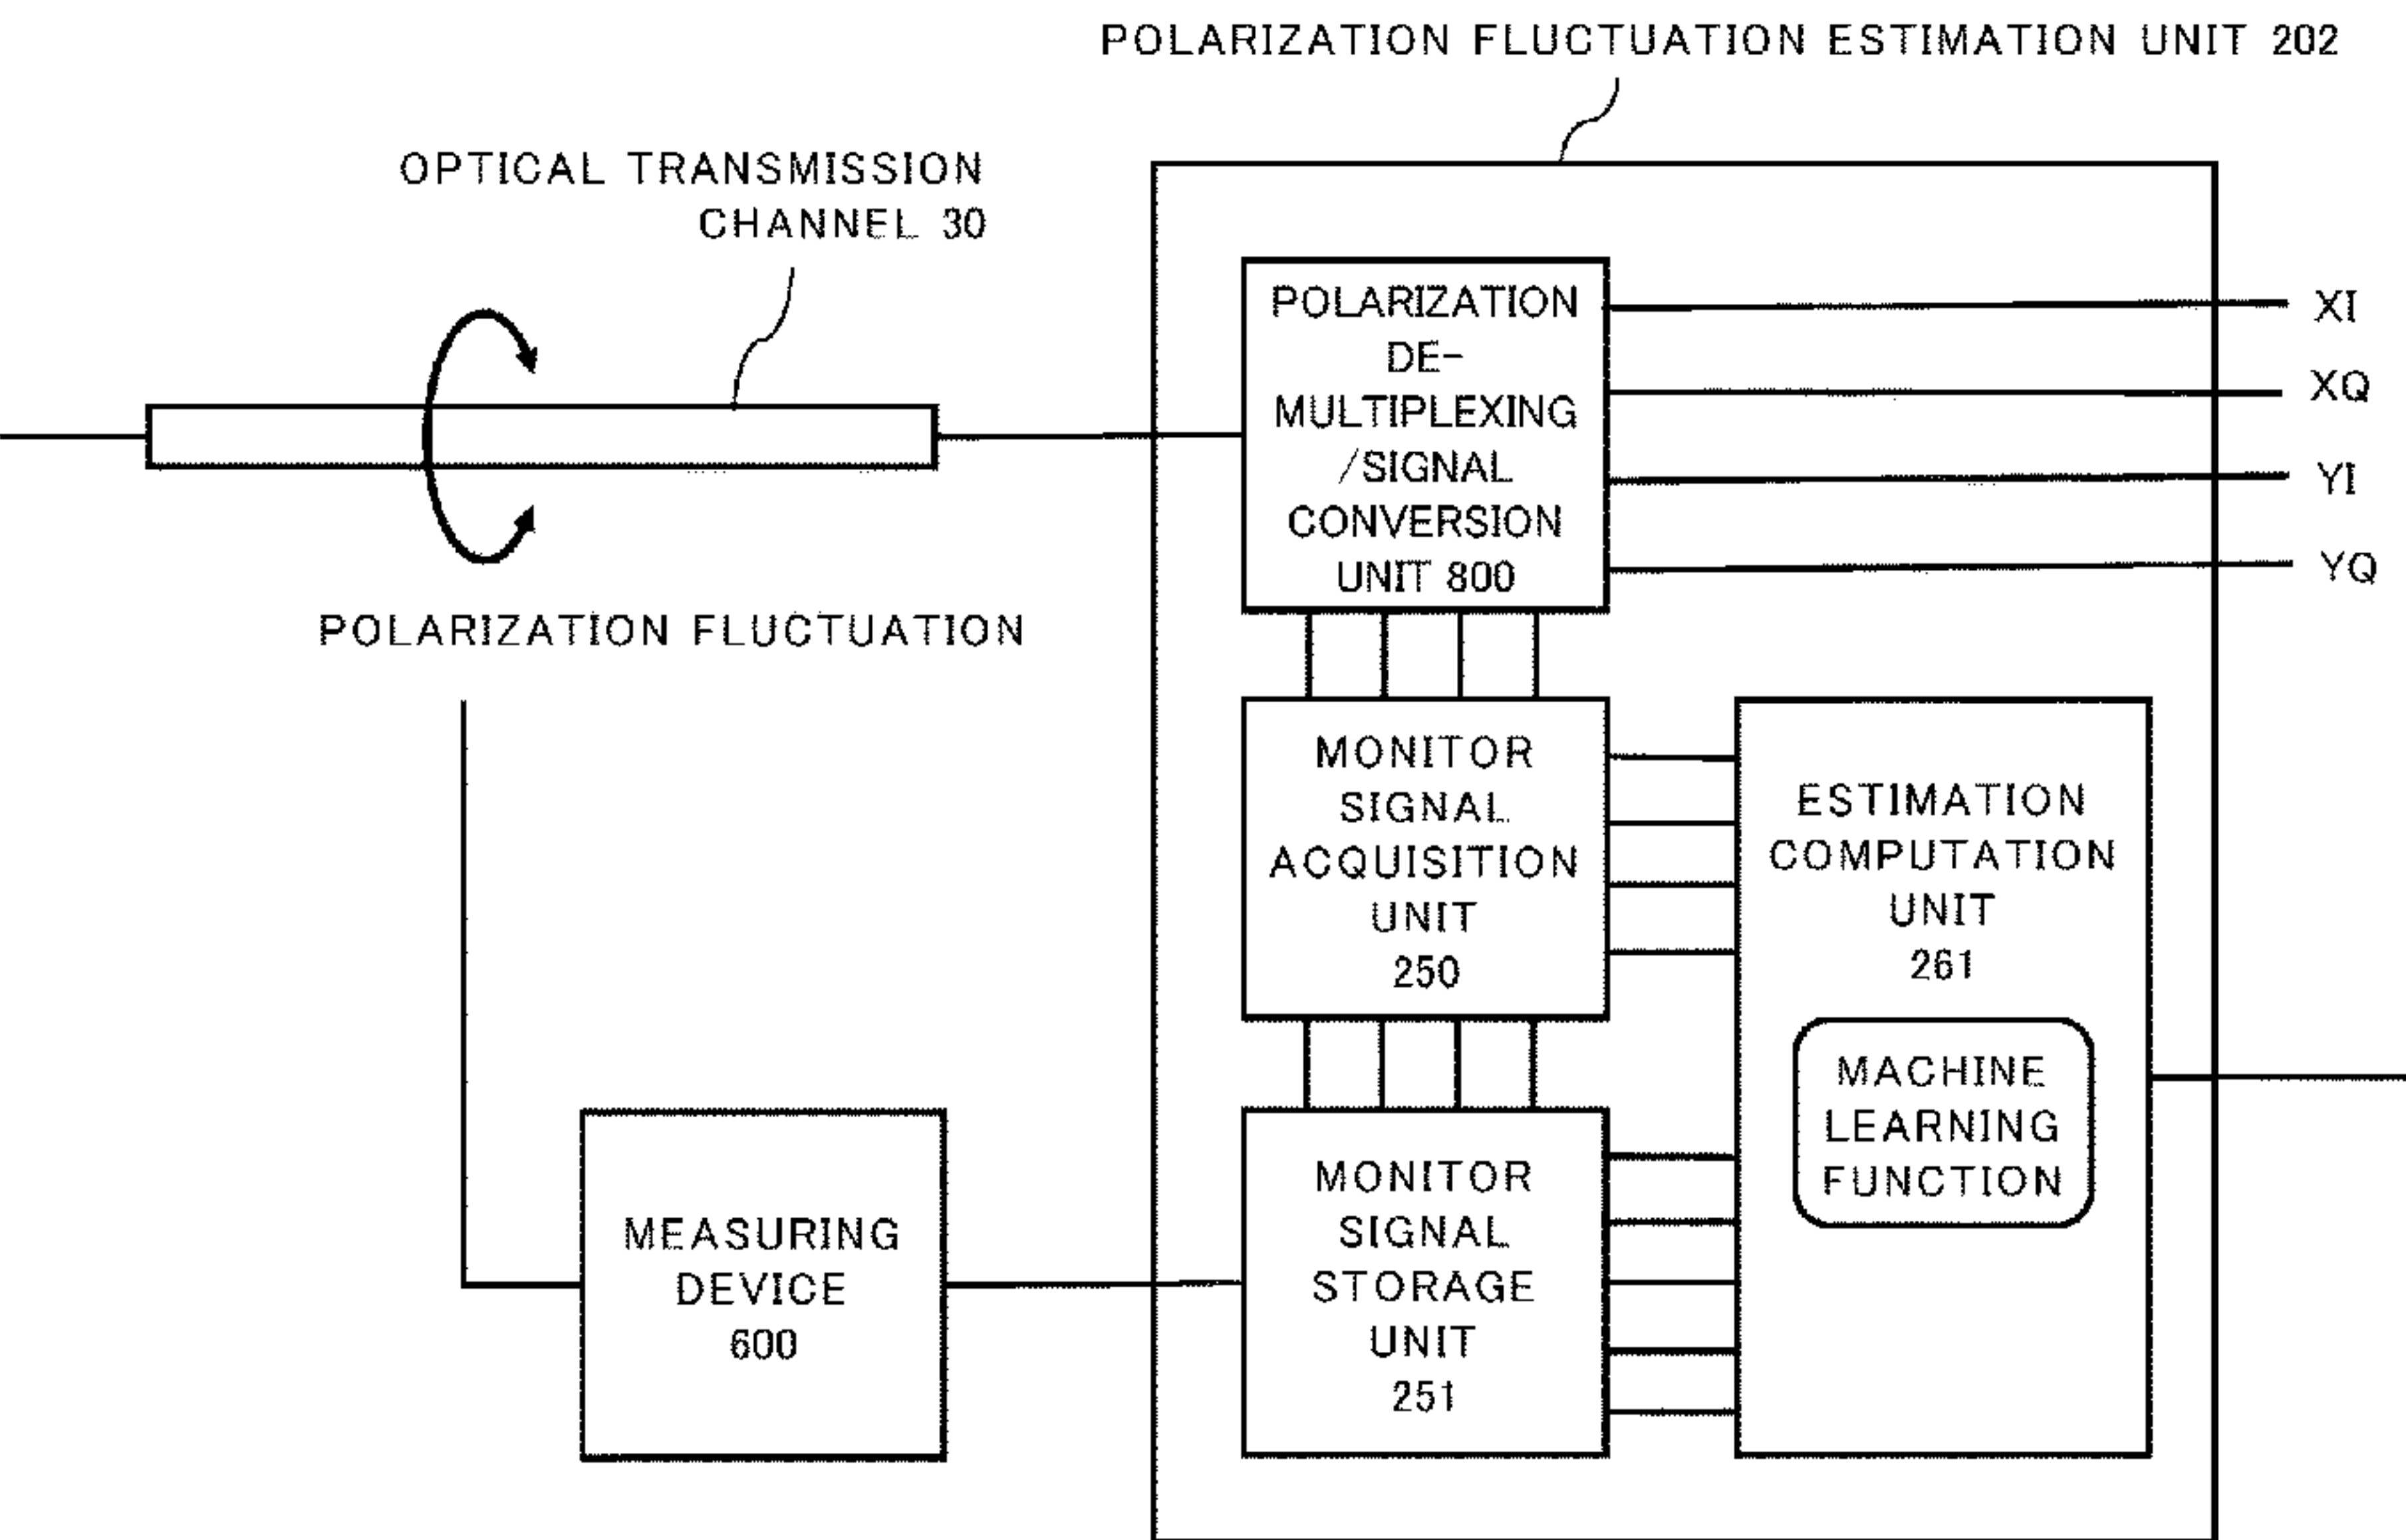 POLARIZATION FLUCTUATION ESTIMATION UNIT 202
OPTICAL TRANSMISSION
CHANNEL 30
POLARIZATION
DE-
MULTIPLEXING
/SIGNAL
CONVERSION
UNIT 800
XI
XQ
YI
YQ
POLARIZATION FLUCTUATION
MONITOR
SIGNAL
ACQUISITION
UNIT
250
ESTIMATION
COMPUTATION
UNIT
261
MACHINE
LEARNING
FUNCTION
MEASURING
DEVICE
600
MONITOR
SIGNAL
STORAGE
UNIT
251